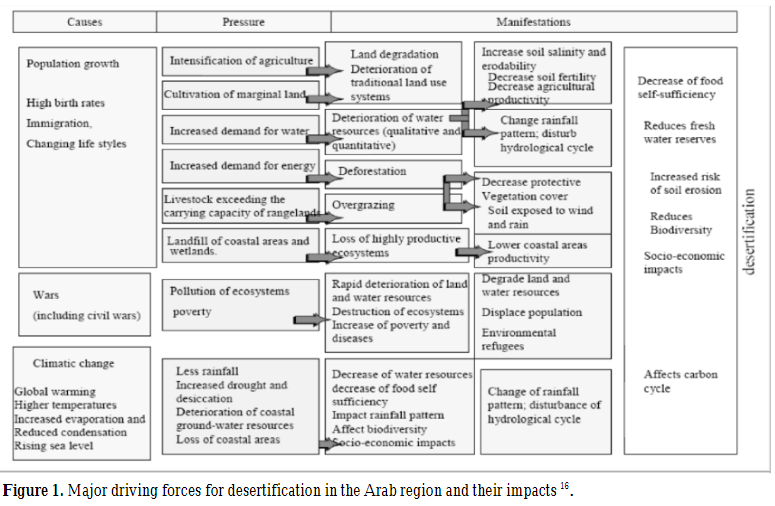 Causes
Pressure
Manifestations
Population growth
High birth rates
Immigration,
Changing life styles
Intensification of agriculture
Cultivation of marginal land
Increased demand for water
Increased demand for energy
Livestock exceeding the
carrying capacity of rangelands
Landfill of coastal areas and
wetlands.
Land degradation
Deterioration of
traditional land use
systems
Deterioration of water
resources (qualitative and
quantitative)
Deforestation
Overgrazing
Loss of highly productive
ecosystems
Increase soil salinity and
erodability
Decrease soil fertility
Decrease agricultural
productivity
Change rainfall
pattern; disturb
hydrological cycle
Decrease protective
Vegetation cover
Soil exposed to wind
and rain
Lower coastal areas
productivity
Wars
(including civil wars)
Pollution of ecosystems
poverty
Rapid deterioration of land
and water resources
Destruction of ecosystems
Increase of poverty and
diseases
Degrade land and
water resources
Displace population
Environmental
refugees
Climatic change
Global warming
Higher temperatures
Increased evaporation and
Reduced condensation
Rising sea level
Less rainfall
Increased drought and
desiccation
Deterioration of coastal
ground-water resources
Loss of coastal areas
Decrease of water resources
decrease of food self
sufficiency
Impact rainfall pattern
Affect biodiversity
Socio-economic impacts
Change of rainfall
pattern; disturbance of
hydrological cycle
Decrease of food
self-sufficiency
Reduces fresh
water reserves
Increased risk
of soil erosion
Reduces
Biodiversity
Socio-economic
impacts
Affects carbon
cycle
desertification
Figure 1. Major driving forces for desertification in the Arab region and their impacts 16.